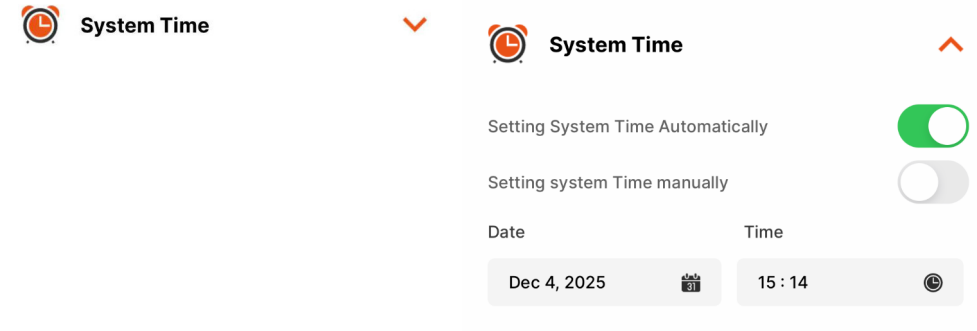 System Time
System Time
Setting System Time Automatically
Setting system Time manually
Date Time
Dec 4, 2025 31 15 : 14